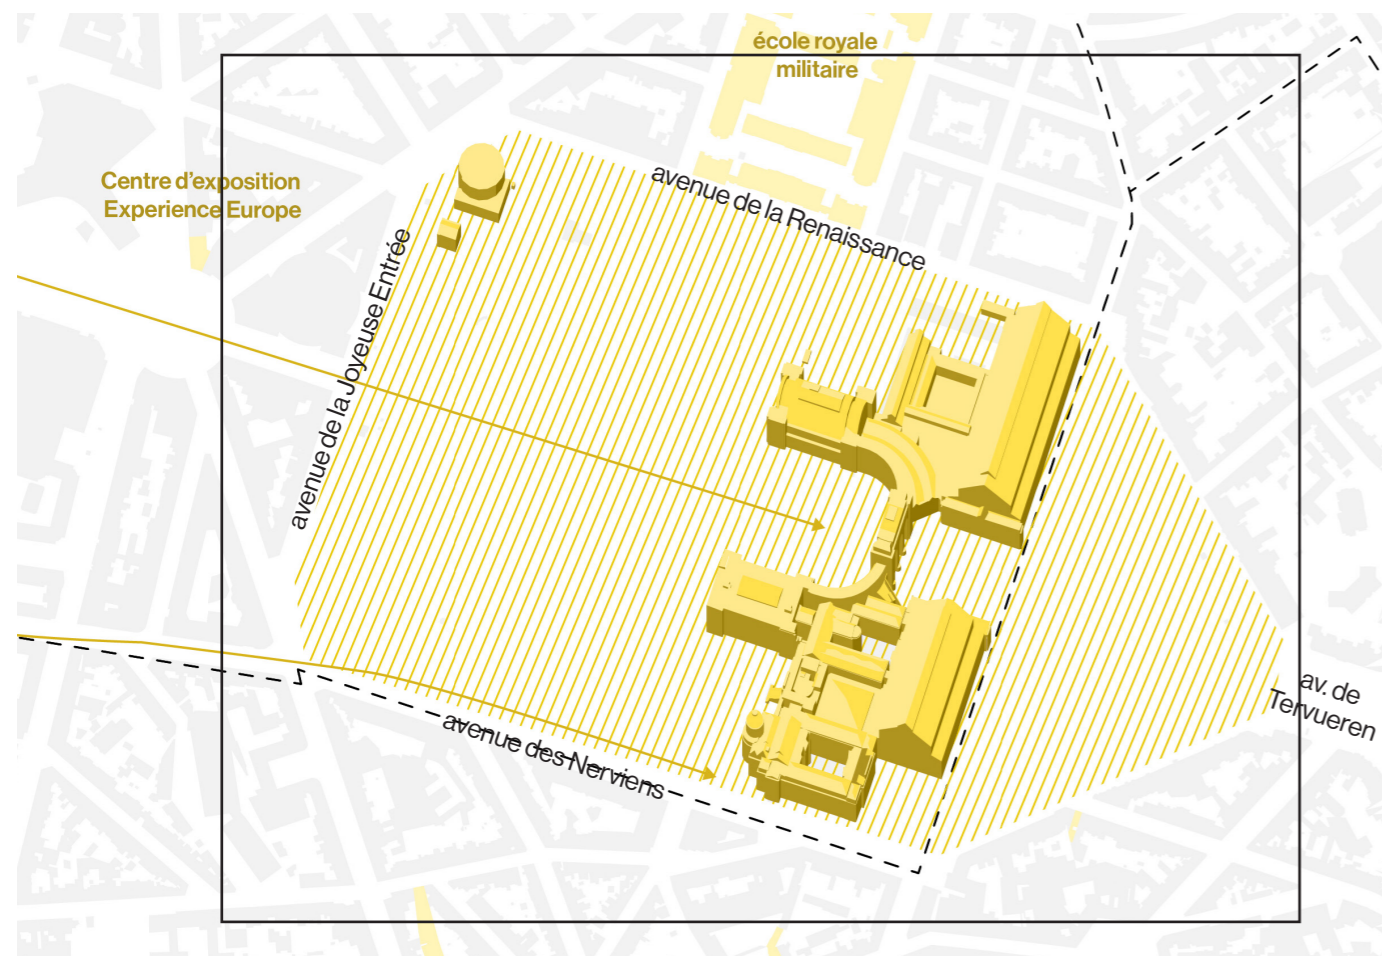 école royale
militaire
Centre d'exposition
Experience Europe
avenue de la Renaissance
avenue de la Joyeuse Entrée
av. de
Tervueren
avenue des Nerviens